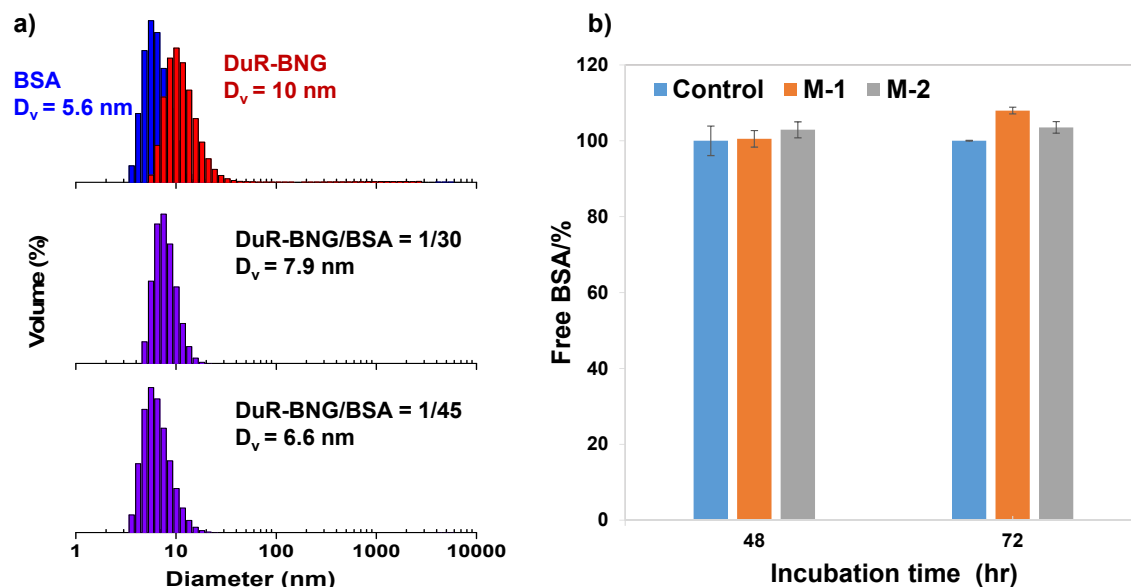 a)
BSA
Dv = 5.6 nm
DuR-BNG
Dv = 10 nm
DuR-BNG/BSA = 1/30
Dv = 7.9 nm
DuR-BNG/BSA = 1/45
Dv = 6.6 nm
Volume (%)
1 10 100 1000 10000
Diameter (nm)
b)
Control M-1 M-2
120
100
80
60
40
20
0
Free BSA/%
48 72
Incubation time (hr)